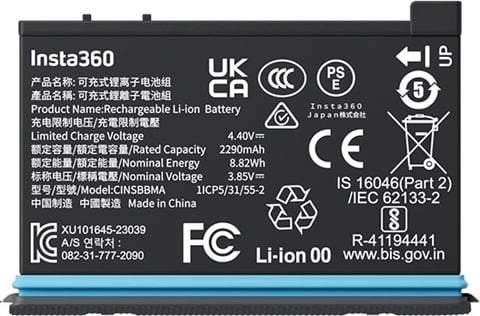 Insta360
产品名称:可充式锂离子电池组
產品名稱:可充式鋰離子電池組
Product Name:Rechargeable Li-ion Battery
充电限制电压/充電限制電壓
Limited Charge Voltage 4.40V⎓
额定容量/額定容量/Rated Capacity 2290mAh
额定能量/額定能量/Nominal Energy 8.82Wh
标称电压/標稱電壓/Nominal Voltage 3.85V
型号/型號/Model:CINSBBMA 1ICP5/31/55-2
中国制造 中國製造 Made in China
XU101645-23039
A/S 연락처 :
082-31-777-2090
UK
CA
CCC
PS
E
Insta360
Japan株式会社
CE
UP
5
FC
Li-ion 00
IS 16046(Part 2)
/IEC 62133-2
R-41194441
www.bis.gov.in